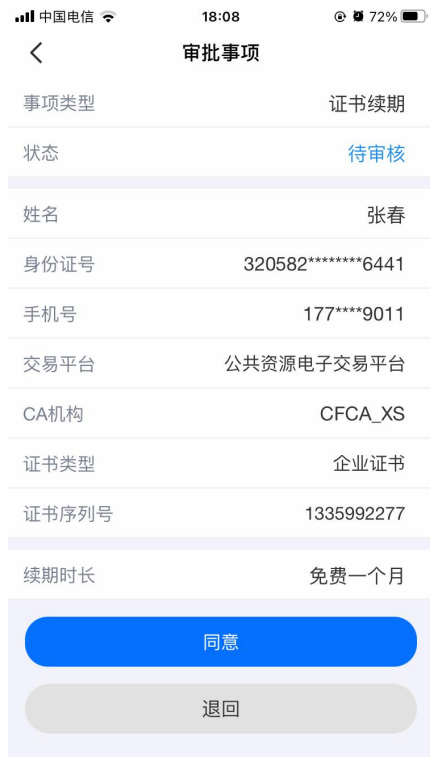 中国电信 18:08 72%
审批事项
事项类型 证书续期
状态 待审核
姓名 张春
身份证号 320582********6441
手机号 177****9011
交易平台 公共资源电子交易平台
CA机构 CFCA_XS
证书类型 企业证书
证书序列号 1335992277
续期时长 免费一个月
同意
退回